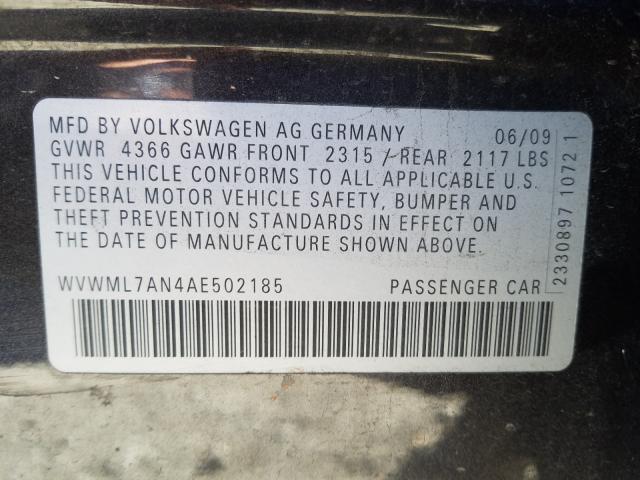 MFD BY VOLKSWAGEN AG GERMANY 06/09
GVWR 4366 GAWR FRONT 2315 / REAR 2117 LBS
THIS VEHICLE CONFORMS TO ALL APPLICABLE U.S.
FEDERAL MOTOR VEHICLE SAFETY, BUMPER AND
THEFT PREVENTION STANDARDS IN EFFECT ON
THE DATE OF MANUFACTURE SHOWN ABOVE.
WVWML7AN4AE502185 PASSENGER CAR
2330897 1072 1